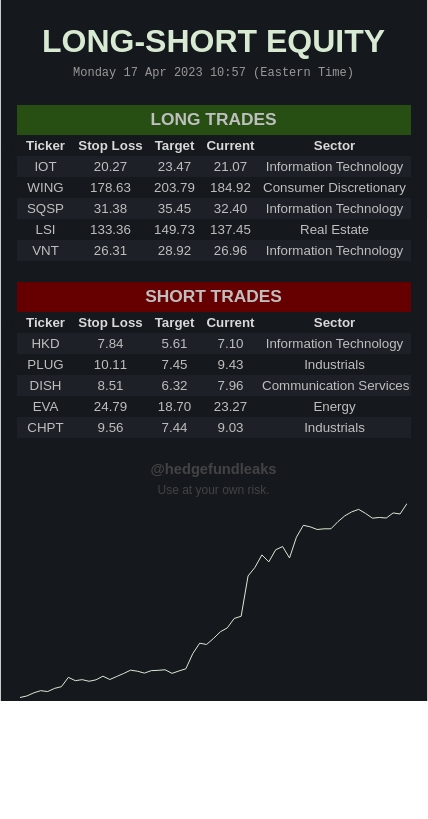 LONG-SHORT EQUITY
Monday 17 Apr 2023 10:57 (Eastern Time)
LONG TRADES
Ticker Stop Loss Target Current Sector
IOT 20.27 23.47 21.07 Information Technology
WING 178.63 203.79 184.92 Consumer Discretionary
SQSP 31.38 35.45 32.40 Information Technology
LSI 133.36 149.73 137.45 Real Estate
VNT 26.31 28.92 26.96 Information Technology
SHORT TRADES
Ticker Stop Loss Target Current Sector
HKD 7.84 5.61 7.10 Information Technology
PLUG 10.11 7.45 9.43 Industrials
DISH 8.51 6.32 7.96 Communication Services
EVA 24.79 18.70 23.27 Energy
CHPT 9.56 7.44 9.03 Industrials
@hedgefundleaks
Use at your own risk.